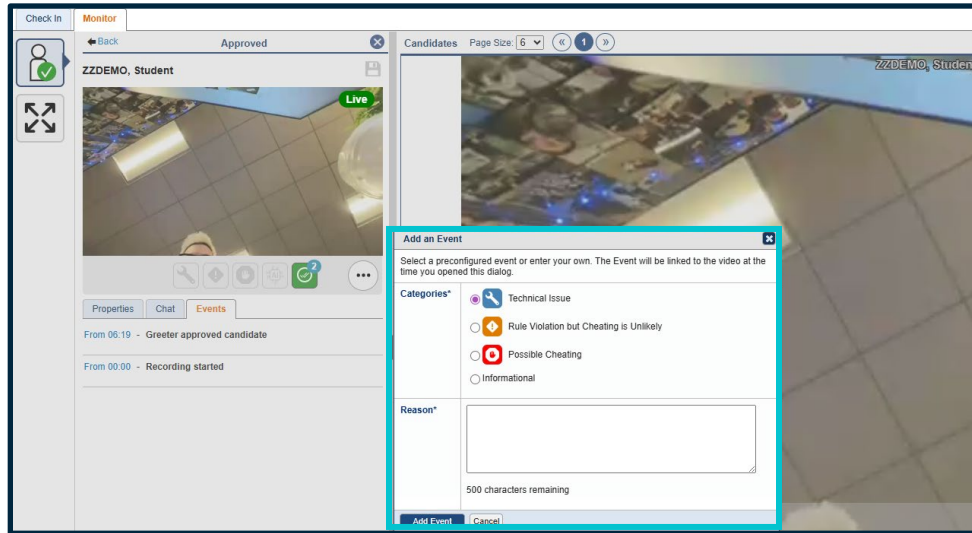 Check In
Monitor
Back
Approved
Candidates Page Size: 6 « 1 »
ZZDEMO, Student
ZZDEMO, Studen
Live
2
Add an Event
Select a preconfigured event or enter your own. The Event will be linked to the video at the
time you opened this dialog.
Categories*
Technical Issue
Rule Violation but Cheating is Unlikely
Possible Cheating
Informational
Properties Chat Events
From 06:19 - Greeter approved candidate
From 00:00 - Recording started
Reason*
500 characters remaining
Add Event Cancel